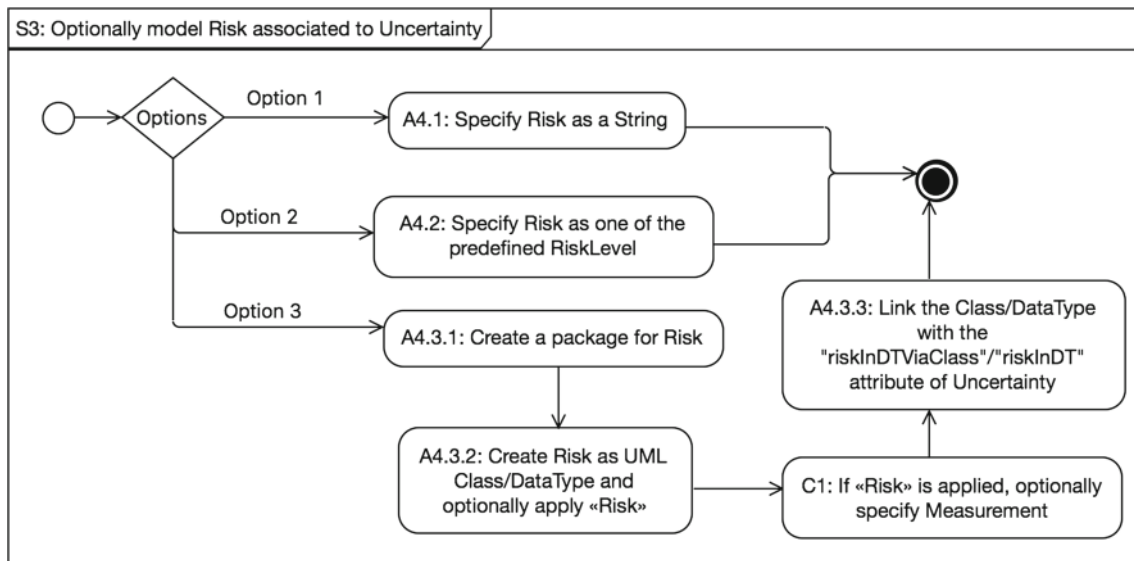 S3: Optionally model Risk associated to Uncertainty
Options
Option 1
A4.1: Specify Risk as a String
Option 2
A4.2: Specify Risk as one of the
predefined RiskLevel
Option 3
A4.3.1: Create a package for Risk
A4.3.2: Create Risk as UML
Class/DataType and
optionally apply «Risk»
C1: If «Risk» is applied, optionally
specify Measurement
A4.3.3: Link the Class/DataType
with the
"riskInDTViaClass"/"riskInDT"
attribute of Uncertainty